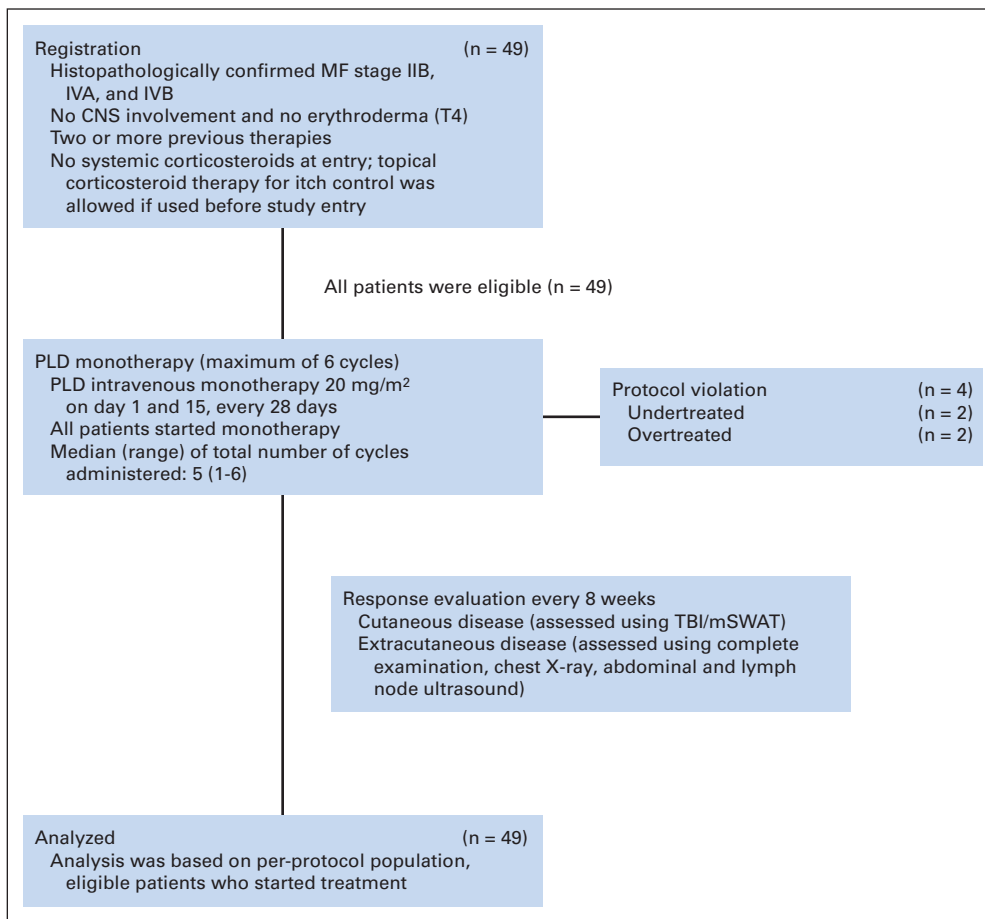 Registration (n = 49)
Histopathologically confirmed MF stage IIB,
IVA, and IVB
No CNS involvement and no erythroderma (T4)
Two or more previous therapies
No systemic corticosteroids at entry; topical
corticosteroid therapy for itch control was
allowed if used before study entry
All patients were eligible (n = 49)
PLD monotherapy (maximum of 6 cycles)
PLD intravenous monotherapy 20 mg/m²
on day 1 and 15, every 28 days
All patients started monotherapy
Median (range) of total number of cycles
administered: 5 (1-6)
Protocol violation (n = 4)
Undertreated (n = 2)
Overtreated (n = 2)
Response evaluation every 8 weeks
Cutaneous disease (assessed using TBI/mSWAT)
Extracutaneous disease (assessed using complete
examination, chest X-ray, abdominal and lymph
node ultrasound)
Analyzed (n = 49)
Analysis was based on per-protocol population,
eligible patients who started treatment